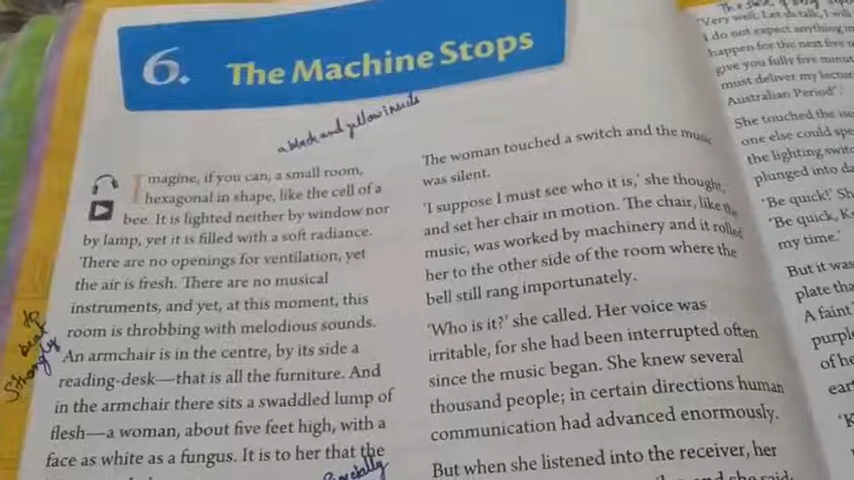 6. The Machine Stops
a black and yellow insects
Imagine, if you can, a small room,
hexagonal in shape, like the cell of a
bee. It is lighted neither by window nor
by lamp, yet it is filled with a soft radiance.
There are no openings for ventilation, yet
the air is fresh. There are no musical
instruments, and yet, at this moment, this
room is throbbing with melodious sounds.
An armchair is in the centre, by its side a
reading-desk—that is all the furniture. And
in the armchair there sits a swaddled lump of
flesh—a woman, about five feet high, with a
face as white as a fungus. It is to her that the
to
beat
strongly
The woman touched a switch and the music
was silent.
'I suppose I must see who it is,' she thought,
and set her chair in motion. The chair, like the
music, was worked by machinery and it rolled
her to the other side of the room where the
bell still rang importunately.
'Who is it?' she called. Her voice was
irritable, for she had been interrupted often
since the music began. She knew several
thousand people; in certain directions human
communication had advanced enormously.
But when she listened into the receiver, her
and she said,
"Very well. Let us talk, I will
I do not expect anything
happen for the next five
give you fully five
must deliver my
Australian Period"
She touched the
one else could
the lighting
plunged into
'Be quick!'
'Be quick,
my time.'
But it was
plate
A faint
purple
of he